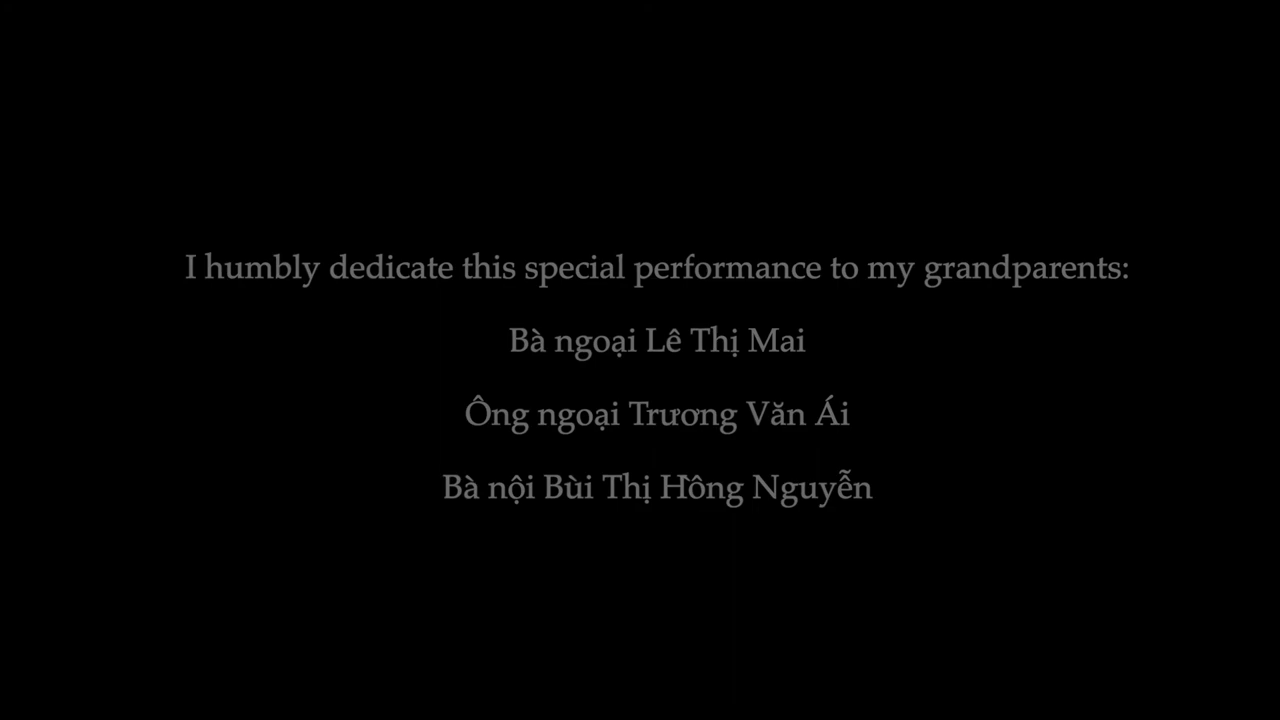 I humbly dedicate this special performance to my grandparents:
Bà ngoại Lê Thị Mai
Ông ngoại Trương Văn Ái
Bà nội Bùi Thị Hồng Nguyễn